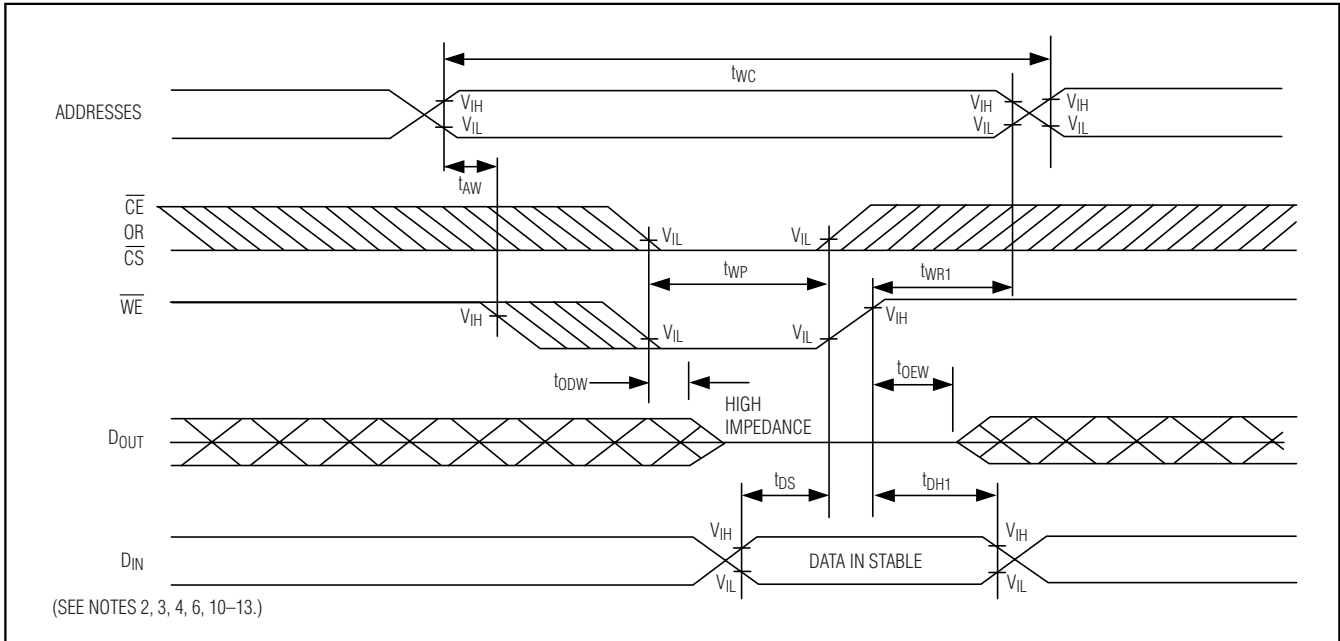 tWC
ADDRESSES
VIH
VIL
VIH
VIL
VIH
VIL
tAW
CE
OR
CS
VIL
VIL
tWP
tWR1
WE
VIH
VIL
VIL
VIH
tODW
tOEW
HIGH
IMPEDANCE
DOUT
tDS
tDH1
VIH
VIH
DIN
DATA IN STABLE
VIL
VIL
(SEE NOTES 2, 3, 4, 6, 10–13.)